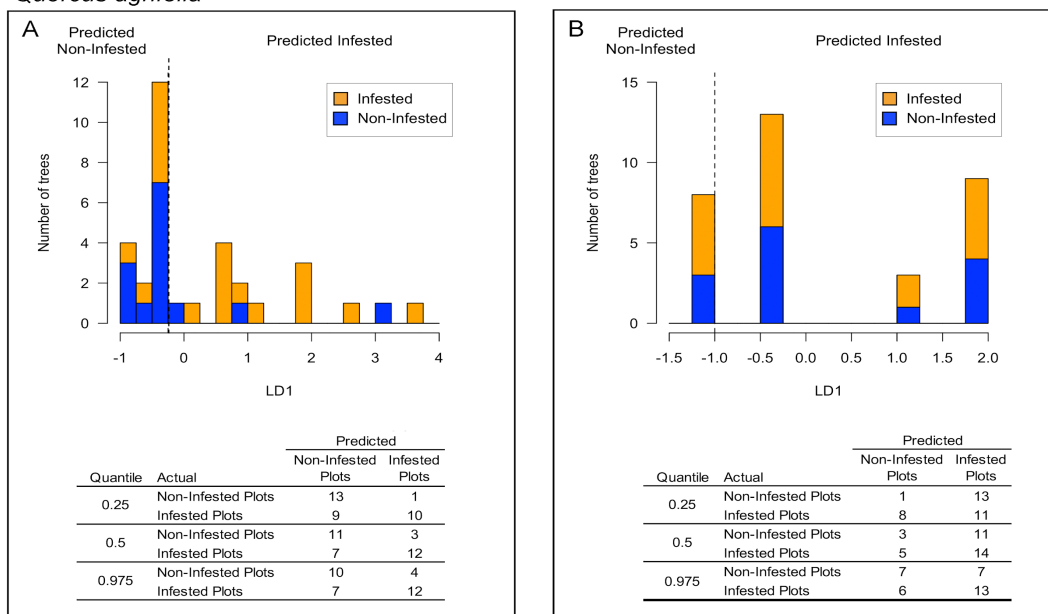 Quercus agrifolia
A
Predicted
Non-Infested
Predicted Infested
Infested
Non-Infested
Number of trees
12
10
8
6
4
2
0
-1 0 1 2 3 4
LD1
Predicted
Non-Infested Infested
Quantile Actual Plots Plots
0.25 Non-Infested Plots 13 1
Infested Plots 9 10
0.5 Non-Infested Plots 11 3
Infested Plots 7 12
0.975 Non-Infested Plots 10 4
Infested Plots 7 12
B
Predicted
Non-Infested
Predicted Infested
Infested
Non-Infested
Number of trees
15
10
5
0
-1.5 -1.0 -0.5 0.0 0.5 1.0 1.5 2.0
LD1
Predicted
Non-Infested Infested
Quantile Actual Plots Plots
0.25 Non-Infested Plots 1 13
Infested Plots 8 11
0.5 Non-Infested Plots 3 11
Infested Plots 5 14
0.975 Non-Infested Plots 7 7
Infested Plots 6 13